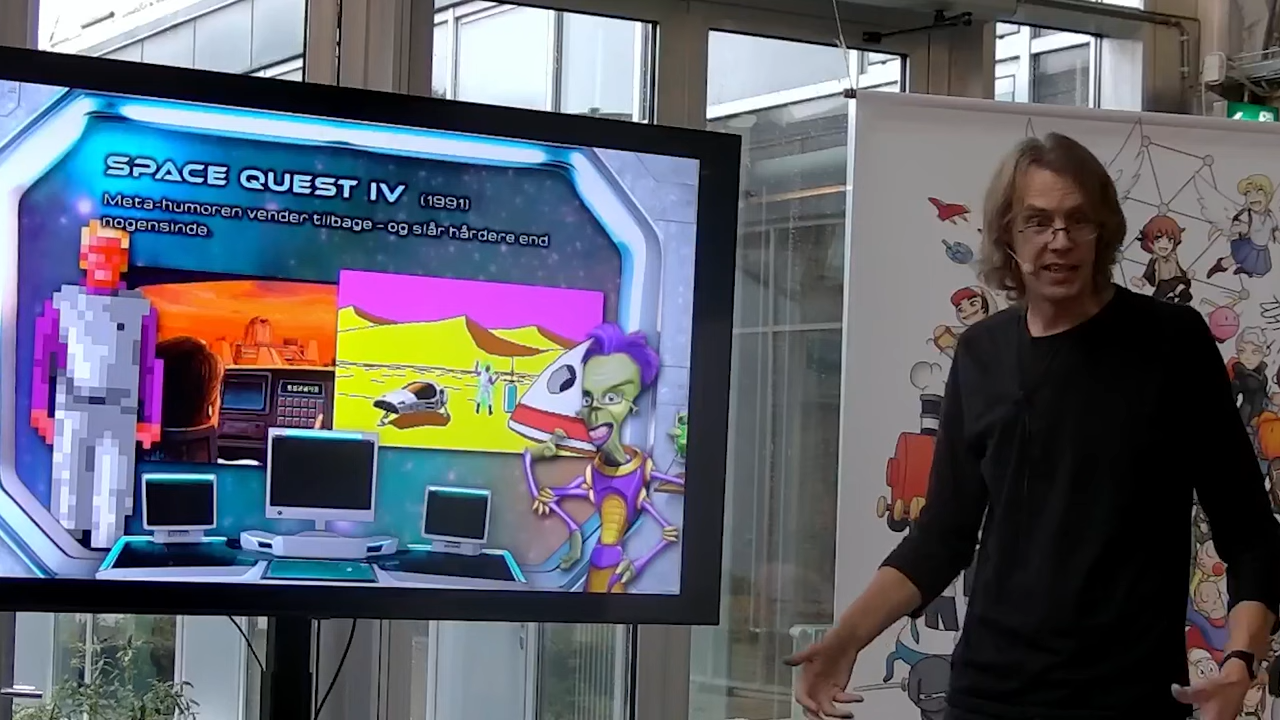 SPACE QUEST IV (1991)
Meta-humoren vender tilbage - og slår hårdere end
nogensinde